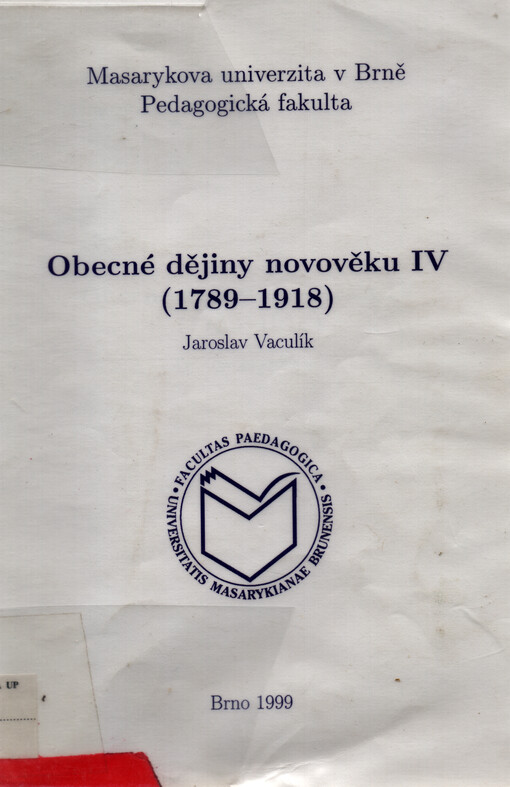 Masarykova univerzita v Brně
Pedagogická fakulta
Obecné dějiny novověku IV
(1789–1918)
Jaroslav Vaculík
• FACULTAS PAEDAGOGICA •
UNIVERSITATIS MASARYKIANAE BRUNENSIS
UP
Brno 1999